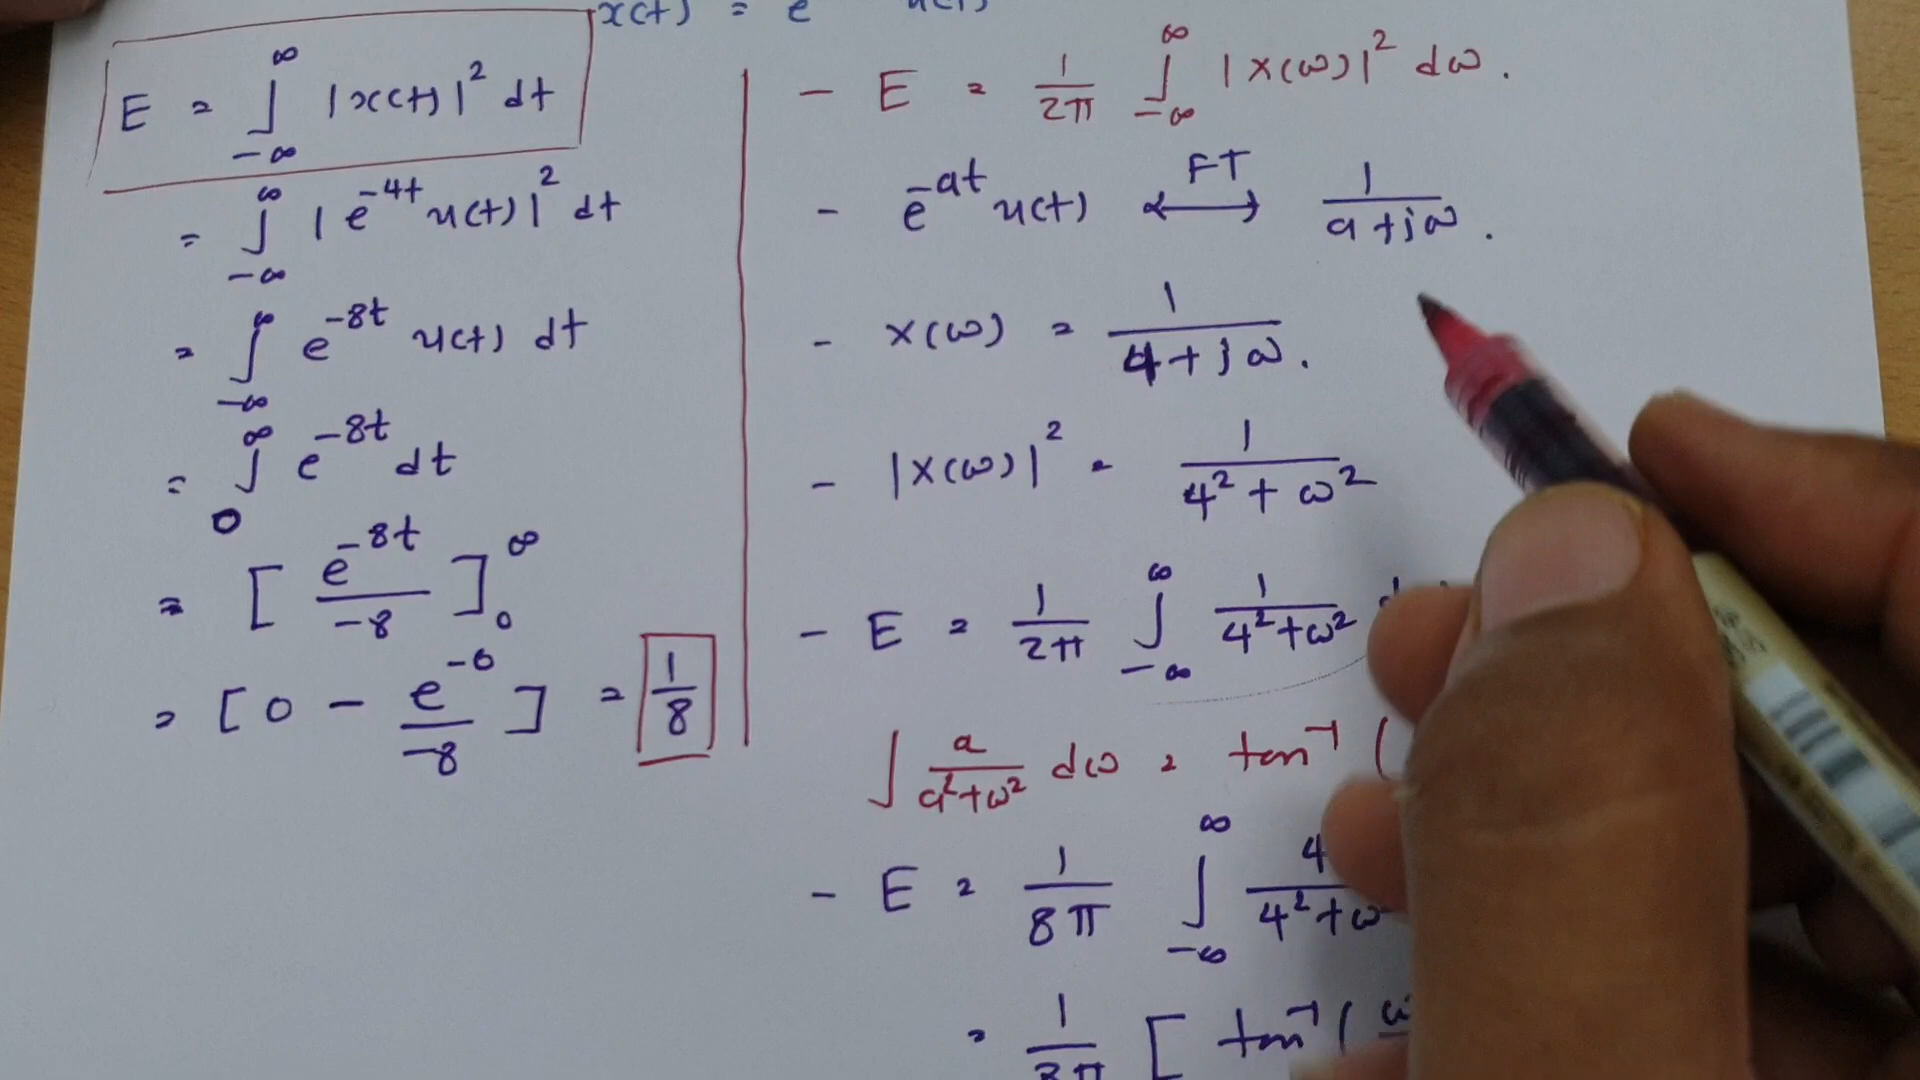 x(t) = e
E = ∫_{-∞}^{∞} |x(t)|² dt
= ∫_{-∞}^{∞} |e^{-4t} u(t)|² dt
= ∫_{-∞}^{∞} e^{-8t} u(t) dt
= ∫_{0}^{∞} e^{-8t} dt
= [ e^{-8t} / -8 ]_{0}^{∞}
= [ 0 - e^{-0} / -8 ] = 1/8
- E = 1/2π ∫_{-∞}^{∞} |X(ω)|² dω.
- e^{-at} u(t) ⟷ FT 1/(a+jω).
- X(ω) = 1/(4+jω).
- |X(ω)|² = 1/(4²+ω²)
- E = 1/2π ∫_{-∞}^{∞} 1/(4²+ω²)
∫ a/(a²+ω²) dω = tan⁻¹ (
- E = 1/8π ∫_{-∞}^{∞} 4/(4²+ω
= 1/8π [ tan⁻¹ ( ω